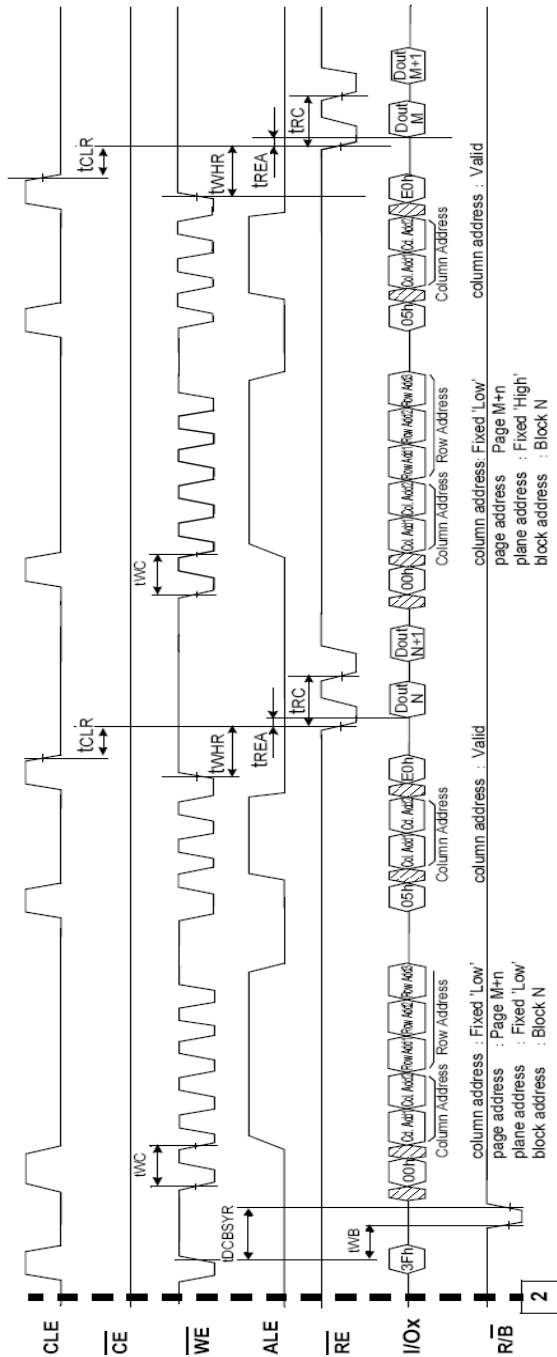 CLE
CE
WE
ALE
RE
I/Ox
R/B
2
tDCBSYR
tWB
3Fh
tWC
00h
Col. Add1
Col. Add2
Row Add1
Row Add2
Row Add3
Column Address
Row Address
column address : Fixed 'Low'
page address : Page M+n
plane address : Fixed 'Low'
block address : Block N
05h
Col. Add1
Col. Add2
E0h
Column Address
column address : Valid
tCLR
tWHR
tREA
tRC
Dout
N
Dout
N+1
tWC
00h
Col. Add1
Col. Add2
Row Add1
Row Add2
Row Add3
Column Address
Row Address
column address: Fixed 'Low'
page address : Page M+n
plane address : Fixed 'High'
block address : Block N
05h
Col. Add1
Col. Add2
E0h
Column Address
column address : Valid
tCLR
tWHR
tREA
tRC
Dout
M
Dout
M+1